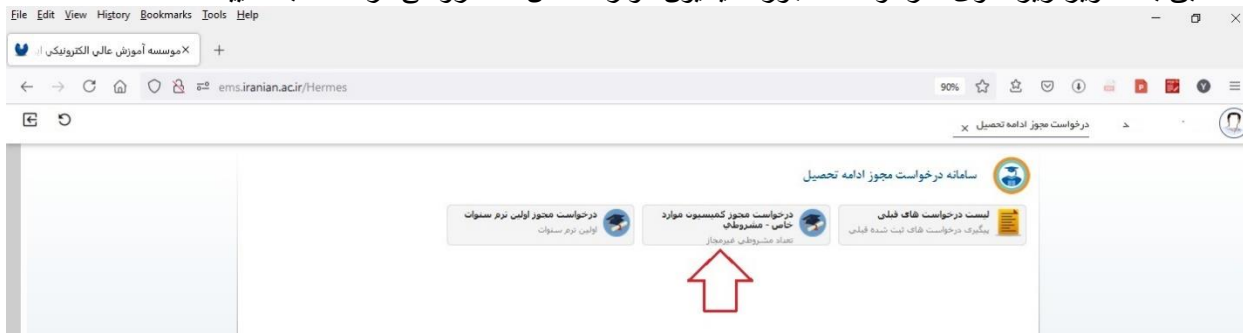 File Edit View History Bookmarks Tools Help
موسسه آموزش عالی الکترونیکی
ems.iranian.ac.ir/Hermes
90%
درخواست مجوز ادامه تحصیل
سامانه درخواست مجوز ادامه تحصیل
لیست درخواست های قبلی
پیگیری درخواست های ثبت شده قبلی
درخواست مجوز کمیسیون موارد
خاص - مشروطی
تعداد مشروطی غیرمجاز
درخواست مجوز اولین ترم سنوات
اولین ترم سنوات